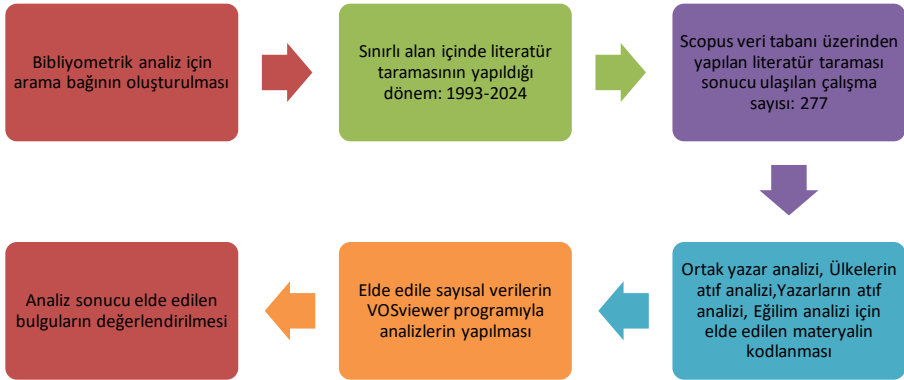 Bibliyometrik analiz için
arama bağının oluşturulması
Sınırlı alan içinde literatür
taramasının yapıldığı
dönem: 1993-2024
Scopus veri tabanı üzerinden
yapılan literatür taraması
sonucu ulaşılan çalışma
sayısı: 277
Ortak yazar analizi, Ülkelerin
atıf analizi,Yazarların atıf
analizi, Eğilim analizi için
elde edilen materyalin
kodlanması
Elde edile sayısal verilerin
VOSviewer programıyla
analizlerin yapılması
Analiz sonucu elde edilen
bulguların değerlendirilmesi